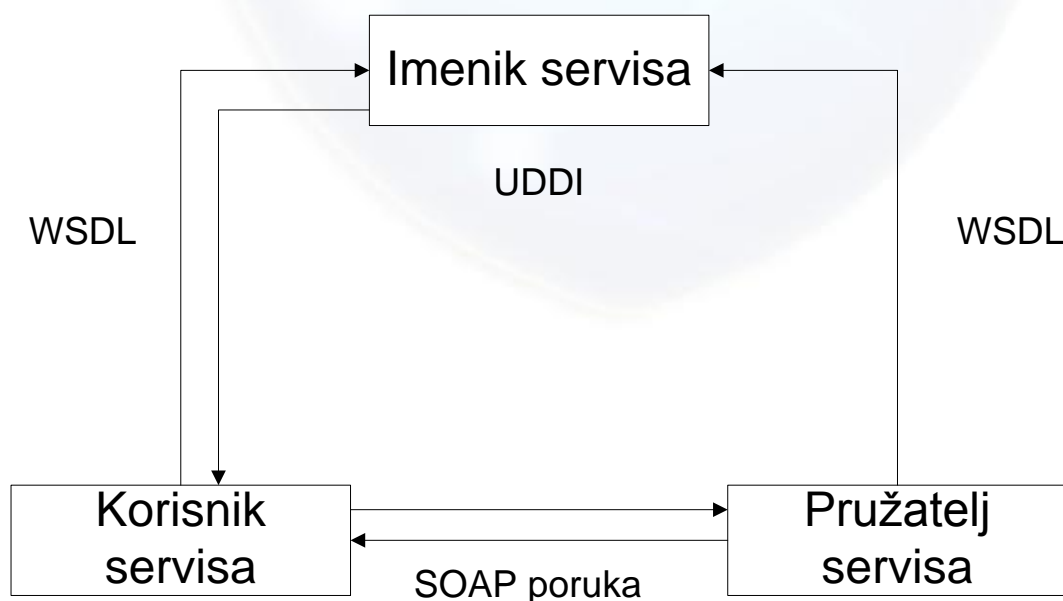 Imenik servisa
UDDI
WSDL
WSDL
Korisnik
servisa
Pružatelj
servisa
SOAP poruka